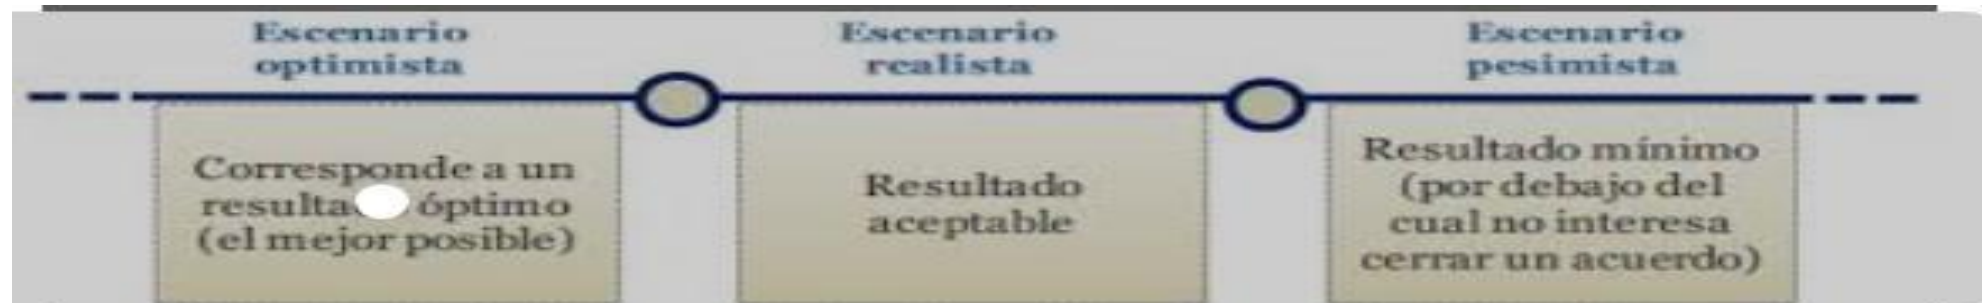 Escenario
optimista
Escenario
realista
Escenario
pesimista
Corresponde a un
óptimo
(el mejor posible)
Resultado
aceptable
Resultado mínimo
(por debajo del
cual no interesa
cerrar un acuerdo)